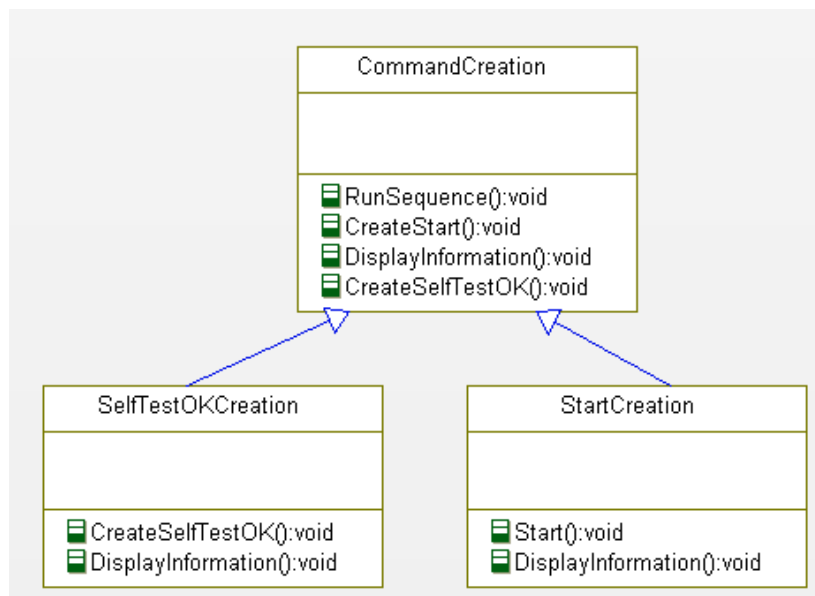 CommandCreation
RunSequence():void
CreateStart():void
DisplayInformation():void
CreateSelfTestOK():void
SelfTestOKCreation
CreateSelfTestOK():void
DisplayInformation():void
StartCreation
Start():void
DisplayInformation():void